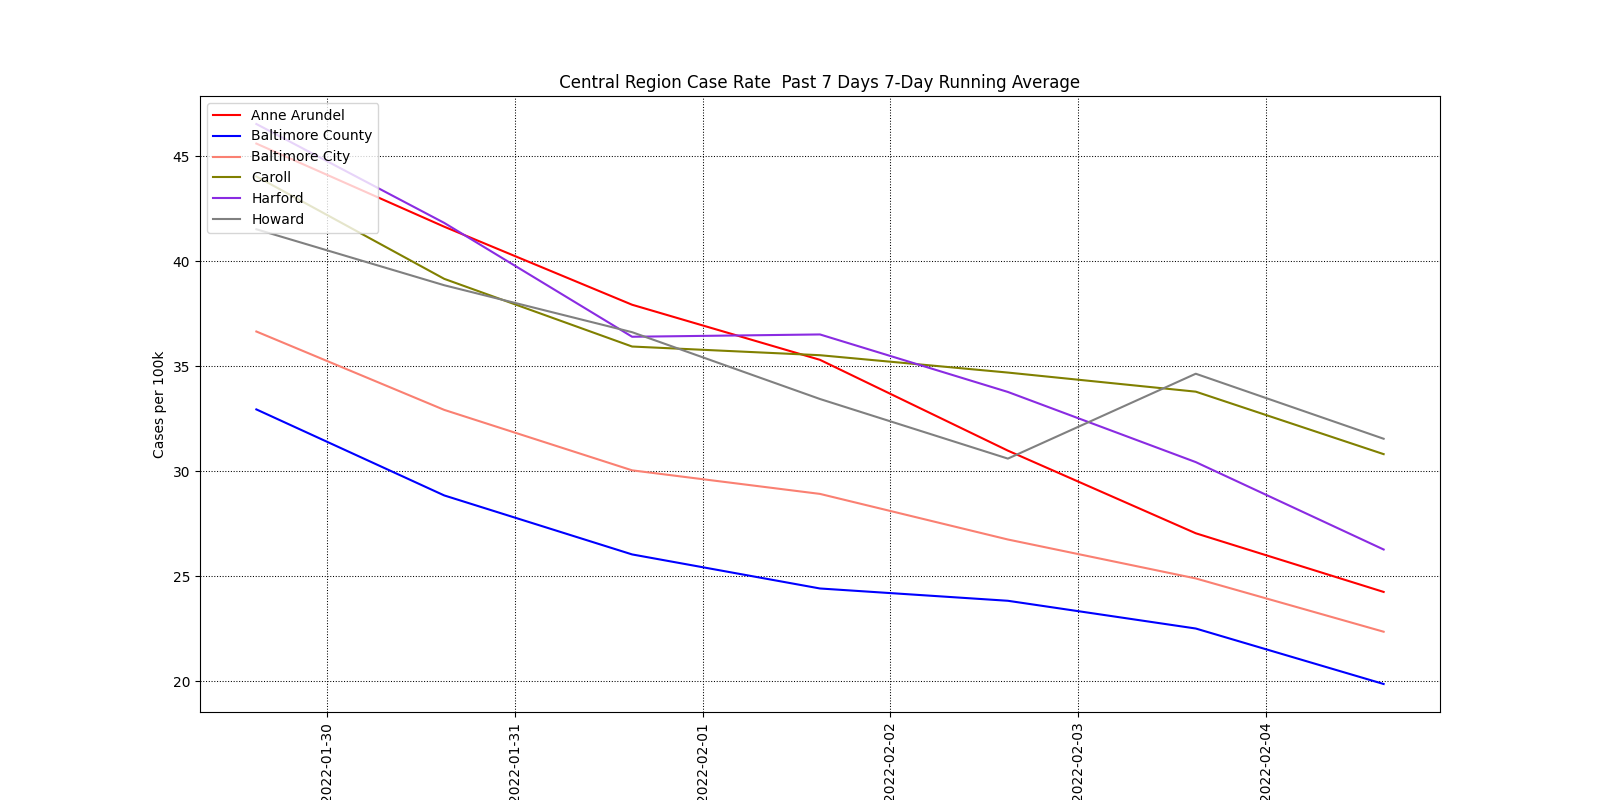 Central Region Case Rate  Past 7 Days 7-Day Running Average
Anne Arundel
Baltimore County
Baltimore City
Caroll
Harford
Howard
45
40
35
30
25
20
Cases per 100k
2022-01-30
2022-01-31
2022-02-01
2022-02-02
2022-02-03
2022-02-04